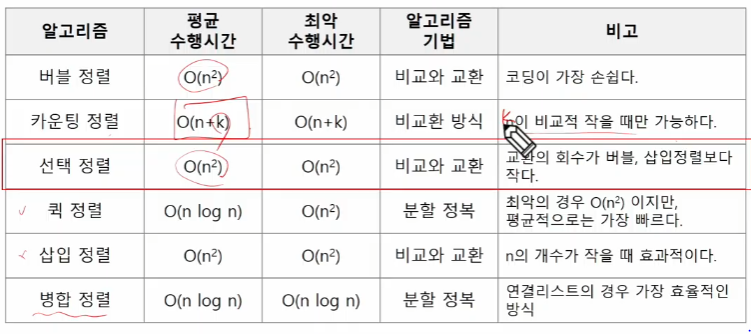 알고리즘 평균 수행시간 최악 수행시간 알고리즘 기법 비고
버블 정렬 O(n²) O(n²) 비교와 교환 코딩이 가장 손쉽다.
카운팅 정렬 O(n+k) O(n+k) 비교환 방식 n이 비교적 작을 때만 가능하다.
선택 정렬 O(n²) O(n²) 비교와 교환 교환의 회수가 버블, 삽입정렬보다
작다.
퀵 정렬 O(n log n) O(n²) 분할 정복 최악의 경우 O(n²) 이지만,
평균적으로는 가장 빠르다.
삽입 정렬 O(n²) O(n²) 비교와 교환 n의 개수가 작을 때 효과적이다.
병합 정렬 O(n log n) O(n log n) 분할 정복 연결리스트의 경우 가장 효율적인
방식